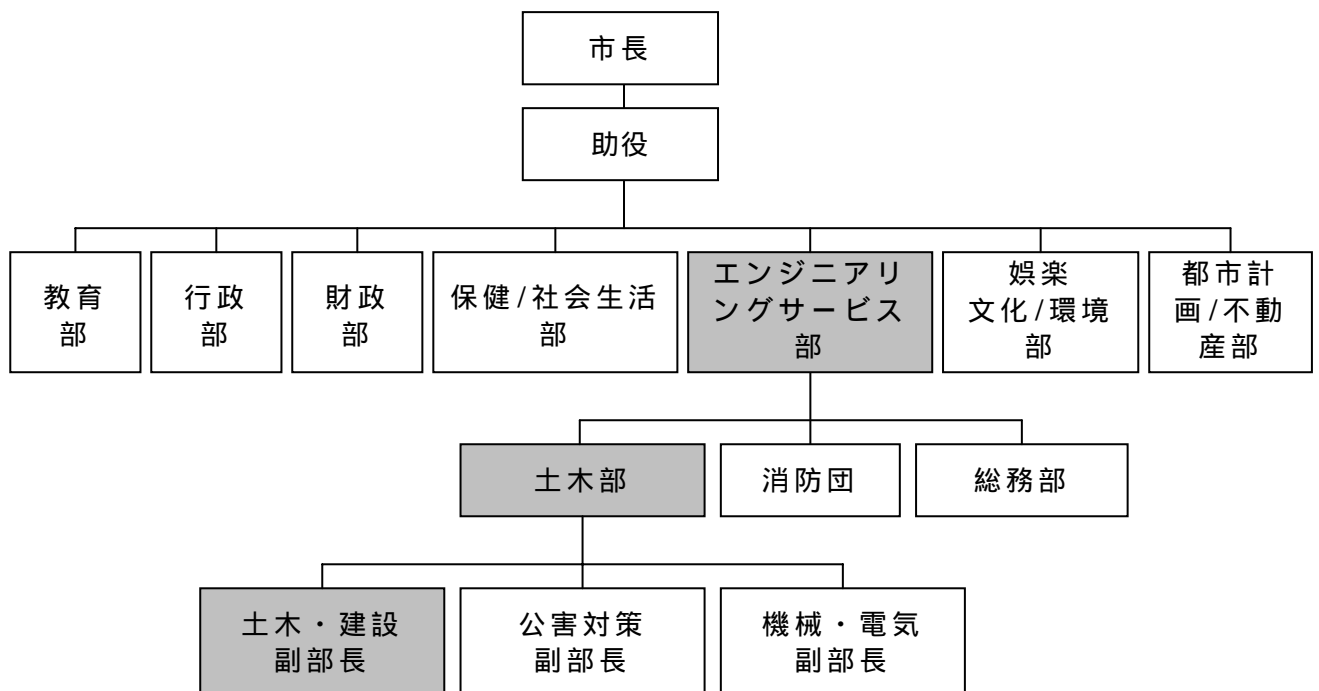 市長
助役
教育
部
行政
部
財政
部
保健/社会生活
部
エンジニアリ
ングサービス
部
娯楽
文化/環境
部
都市計
画/不動
産部
土木部
消防団
総務部
土木・建設
副部長
公害対策
副部長
機械・電気
副部長